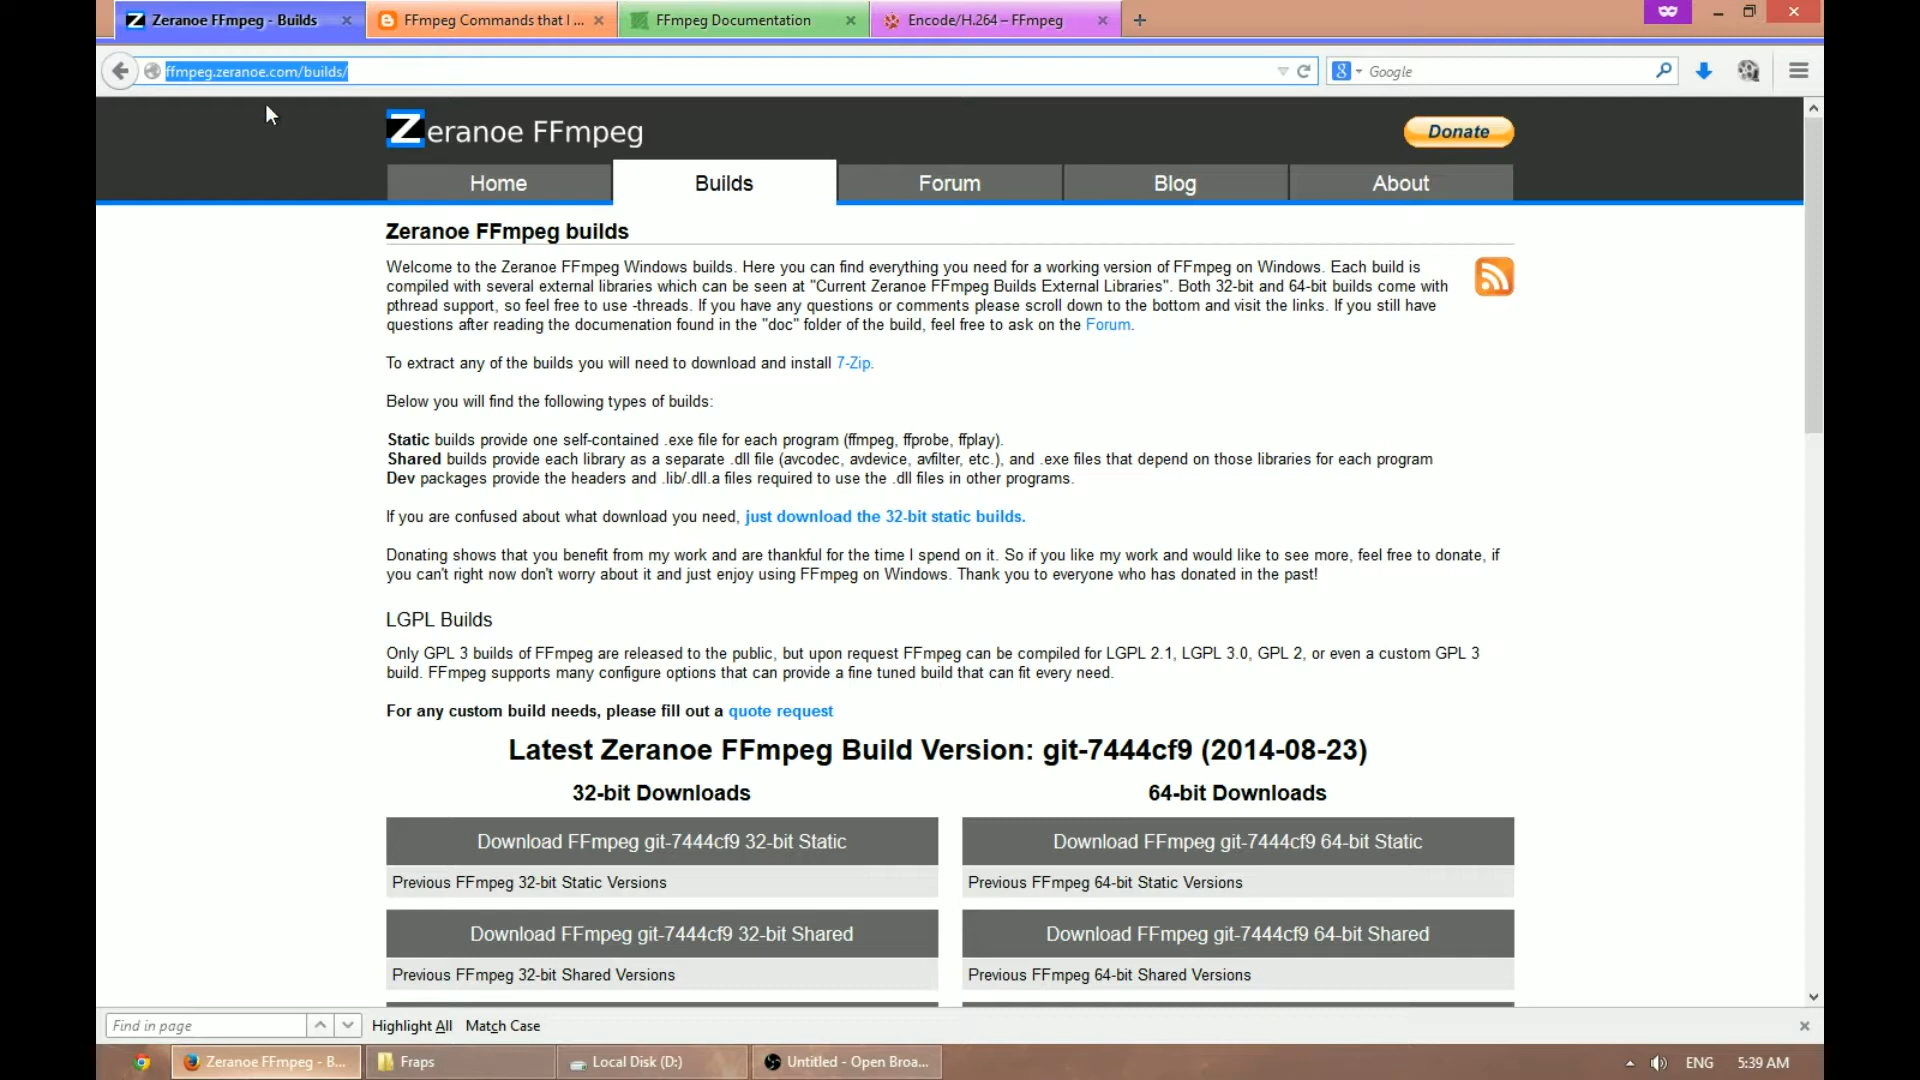 Zeranoe FFmpeg - Builds
FFmpeg Commands that I ...
FFmpeg Documentation
Encode/H.264 – FFmpeg
ffmpeg.zeranoe.com/builds/
Google
Zeranoe FFmpeg
Donate
Home
Builds
Forum
Blog
About
Zeranoe FFmpeg builds
Welcome to the Zeranoe FFmpeg Windows builds. Here you can find everything you need for a working version of FFmpeg on Windows. Each build is
compiled with several external libraries which can be seen at "Current Zeranoe FFmpeg Builds External Libraries". Both 32-bit and 64-bit builds come with
pthread support, so feel free to use -threads. If you have any questions or comments please scroll down to the bottom and visit the links. If you still have
questions after reading the documenation found in the "doc" folder of the build, feel free to ask on the Forum.
To extract any of the builds you will need to download and install 7-Zip.
Below you will find the following types of builds:
Static builds provide one self-contained .exe file for each program (ffmpeg, ffprobe, ffplay).
Shared builds provide each library as a separate .dll file (avcodec, avdevice, avfilter, etc.), and .exe files that depend on those libraries for each program
Dev packages provide the headers and .lib/.dll.a files required to use the .dll files in other programs.
If you are confused about what download you need, just download the 32-bit static builds.
Donating shows that you benefit from my work and are thankful for the time I spend on it. So if you like my work and would like to see more, feel free to donate, if
you can't right now don't worry about it and just enjoy using FFmpeg on Windows. Thank you to everyone who has donated in the past!
LGPL Builds
Only GPL 3 builds of FFmpeg are released to the public, but upon request FFmpeg can be compiled for LGPL 2.1, LGPL 3.0, GPL 2, or even a custom GPL 3
build. FFmpeg supports many configure options that can provide a fine tuned build that can fit every need.
For any custom build needs, please fill out a quote request
Latest Zeranoe FFmpeg Build Version: git-7444cf9 (2014-08-23)
32-bit Downloads
64-bit Downloads
Download FFmpeg git-7444cf9 32-bit Static
Download FFmpeg git-7444cf9 64-bit Static
Previous FFmpeg 32-bit Static Versions
Previous FFmpeg 64-bit Static Versions
Download FFmpeg git-7444cf9 32-bit Shared
Download FFmpeg git-7444cf9 64-bit Shared
Previous FFmpeg 32-bit Shared Versions
Previous FFmpeg 64-bit Shared Versions
Find in page
Highlight All
Match Case
Zeranoe FFmpeg - B...
Fraps
Local Disk (D:)
Untitled - Open Broa...
ENG
5:39 AM